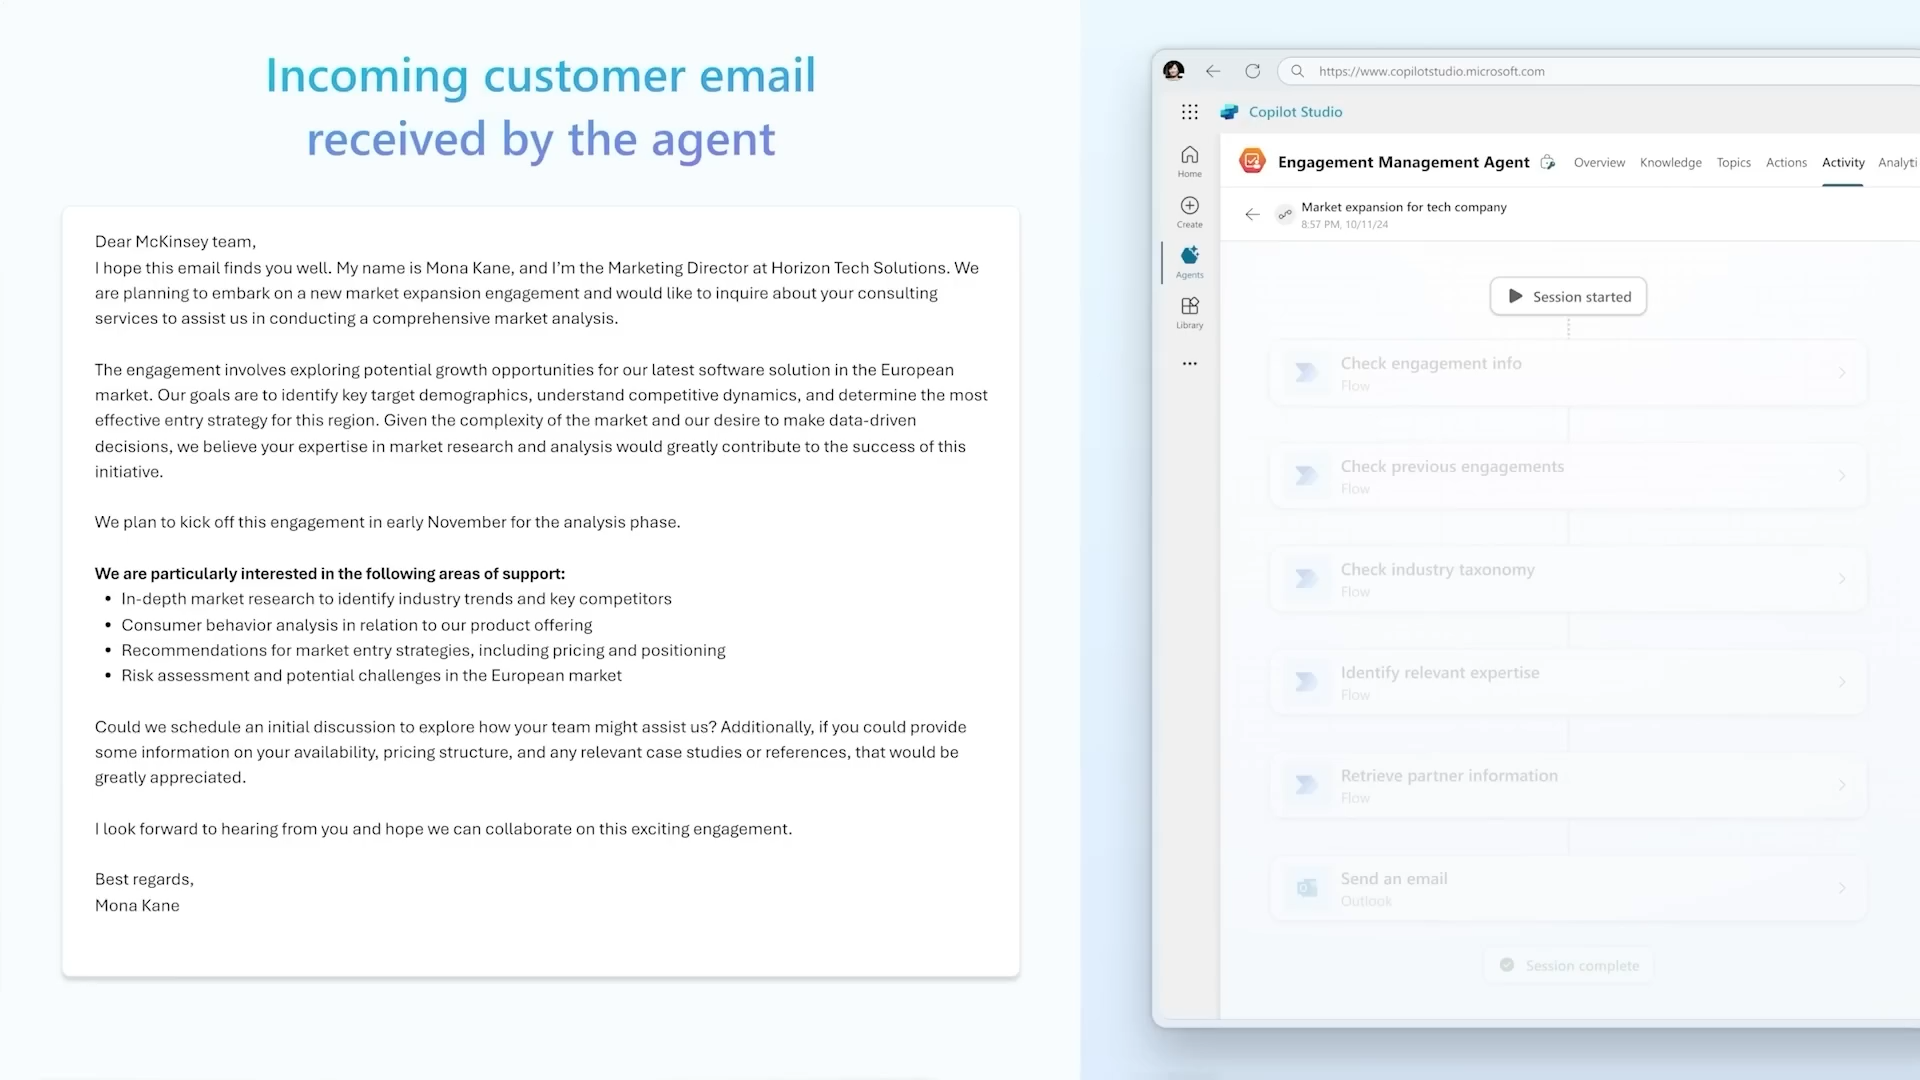 Incoming customer email
received by the agent
Dear McKinsey team,
I hope this email finds you well. My name is Mona Kane, and I'm the Marketing Director at Horizon Tech Solutions. We
are planning to embark on a new market expansion engagement and would like to inquire about your consulting
services to assist us in conducting a comprehensive market analysis.
The engagement involves exploring potential growth opportunities for our latest software solution in the European
market. Our goals are to identify key target demographics, understand competitive dynamics, and determine the most
effective entry strategy for this region. Given the complexity of the market and our desire to make data-driven
decisions, we believe your expertise in market research and analysis would greatly contribute to the success of this
initiative.
We plan to kick off this engagement in early November for the analysis phase.
We are particularly interested in the following areas of support:
• In-depth market research to identify industry trends and key competitors
• Consumer behavior analysis in relation to our product offering
• Recommendations for market entry strategies, including pricing and positioning
• Risk assessment and potential challenges in the European market
Could we schedule an initial discussion to explore how your team might assist us? Additionally, if you could provide
some information on your availability, pricing structure, and any relevant case studies or references, that would be
greatly appreciated.
I look forward to hearing from you and hope we can collaborate on this exciting engagement.
Best regards,
Mona Kane
https://www.copilotstudio.microsoft.com
Copilot Studio
Home
Create
Agents
Library
Engagement Management Agent Overview Knowledge Topics Actions Activity Analyti
Market expansion for tech company
8:57 PM, 10/11/24
Session started
Check engagement info
Flow
Check previous engagements
Flow
Check industry taxonomy
Flow
Identify relevant expertise
Flow
Retrieve partner information
Flow
Send an email
Outlook
Session complete